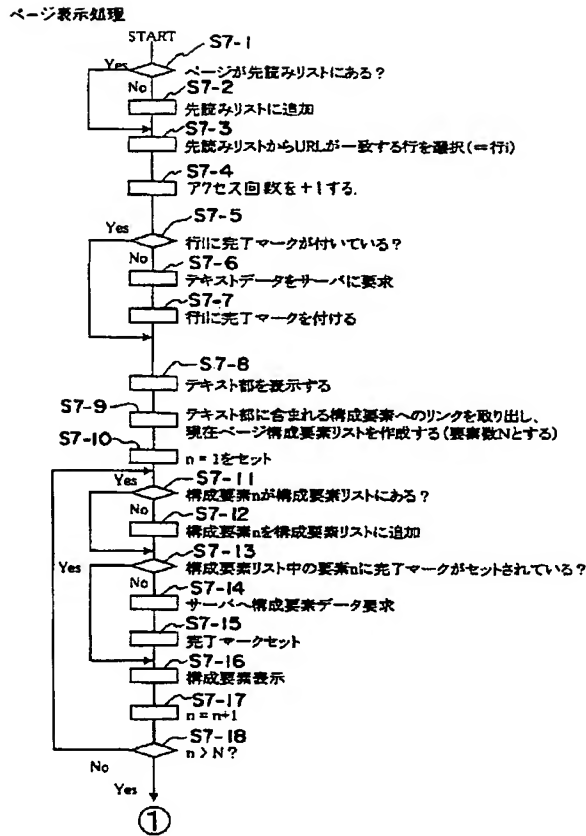 ページ表示処理
START
S7-1
Yes
ページが先読みリストにある?
No
S7-2
先読みリストに追加
S7-3
先読みリストからURLが一致する行を選択(=行i)
S7-4
アクセス回数を+1する.
S7-5
Yes
行iに完了マークが付いている?
No
S7-6
テキストデータをサーバに要求
S7-7
行iに完了マークを付ける
S7-8
テキスト部を表示する
S7-9
テキスト部に含まれる構成要素へのリンクを取り出し、
現在ページ構成要素リストを作成する(要素数Nとする)
S7-10
n = 1をセット
S7-11
Yes
構成要素nが構成要素リストにある?
No
S7-12
構成要素nを構成要素リストに追加
S7-13
Yes
構成要素リスト中の要素nに完了マークがセットされている?
No
S7-14
サーバへ構成要素データ要求
S7-15
完了マークセット
S7-16
構成要素表示
S7-17
n = n+1
S7-18
n > N?
No
Yes
①